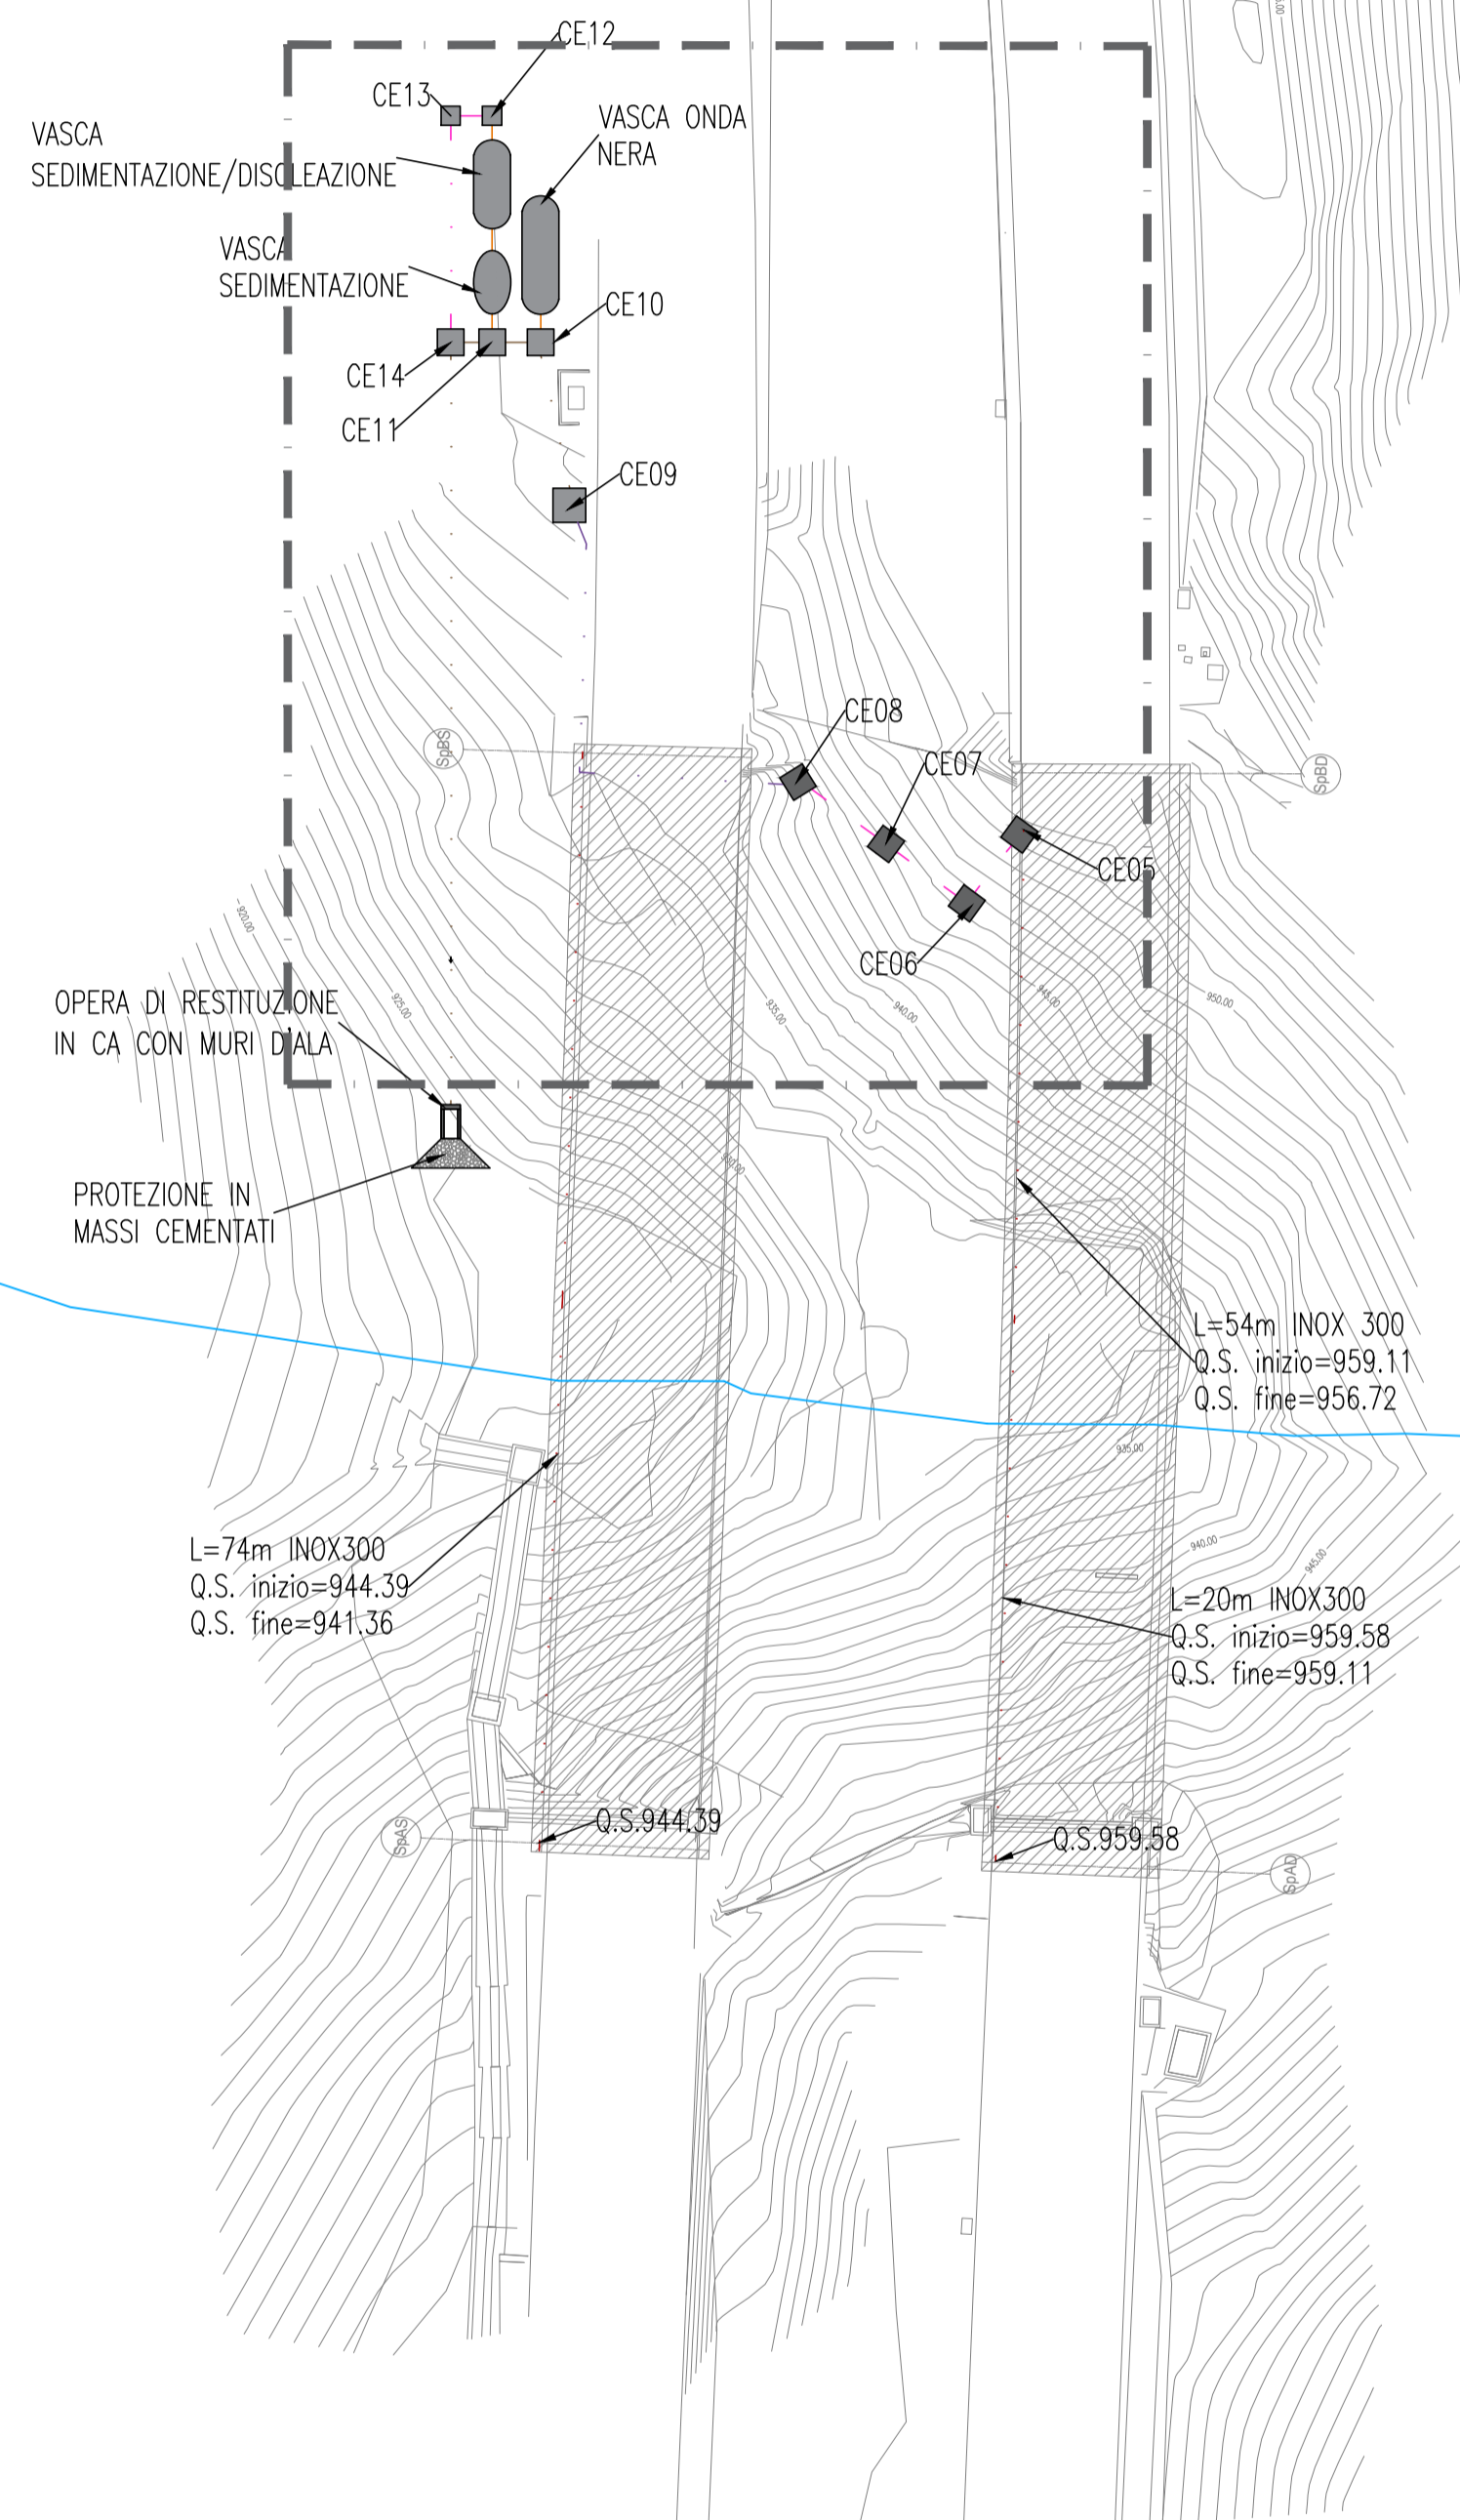 CE12
CE13
VASCA ONDA
NERA
VASCA
SEDIMENTAZIONE/DISOLEAZIONE
VASCA
SEDIMENTAZIONE
CE10
CE14
CE11
CE09
CE08
SpBS
CE07
SpBD
CE05
920.00
CE06
925.00
935.00
940.00
945.00
950.00
OPERA DI RESTITUZIONE
IN CA CON MURI D'ALA
930.00
PROTEZIONE IN
MASSI CEMENTATI
L=54m INOX 300
Q.S. inizio=959.11
Q.S. fine=956.72
935.00
L=74m INOX300
Q.S. inizio=944.39
Q.S. fine=941.36
940.00
945.00
L=20m INOX300
Q.S. inizio=959.58
Q.S. fine=959.11
SpAS
Q.S.944.39
Q.S.959.58
SpAD